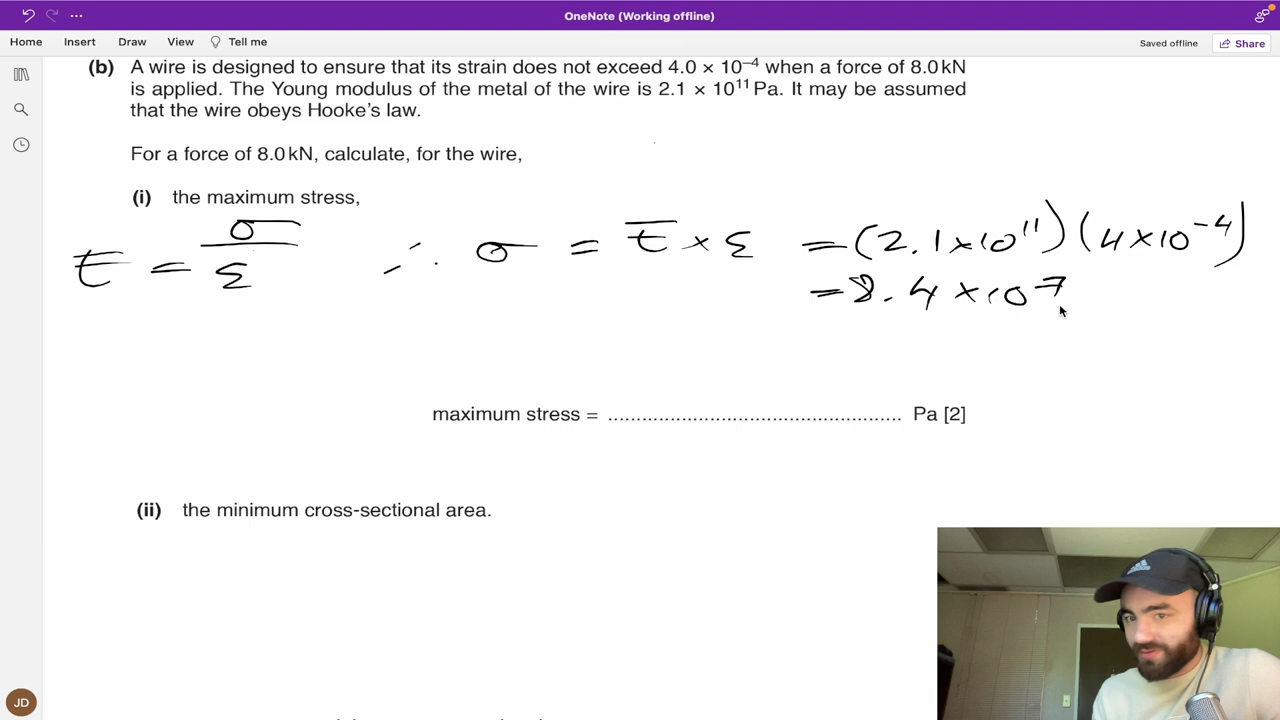 OneNote (Working offline)
Home Insert Draw View Tell me Saved offline Share
(b) A wire is designed to ensure that its strain does not exceed 4.0 × 10⁻⁴ when a force of 8.0 kN
is applied. The Young modulus of the metal of the wire is 2.1 × 10¹¹ Pa. It may be assumed
that the wire obeys Hooke's law.
For a force of 8.0 kN, calculate, for the wire,
(i) the maximum stress,
E = σ/ε ∴ σ = E × ε = (2.1×10¹¹)(4×10⁻⁴)
= 8.4 × 10⁷
maximum stress = .................................................. Pa [2]
(ii) the minimum cross-sectional area.
JD